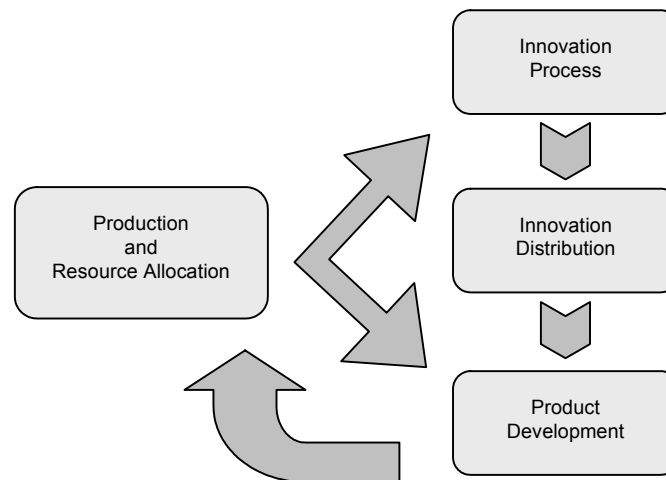 Innovation
Process
Production
and
Resource Allocation
Innovation
Distribution
Product
Development